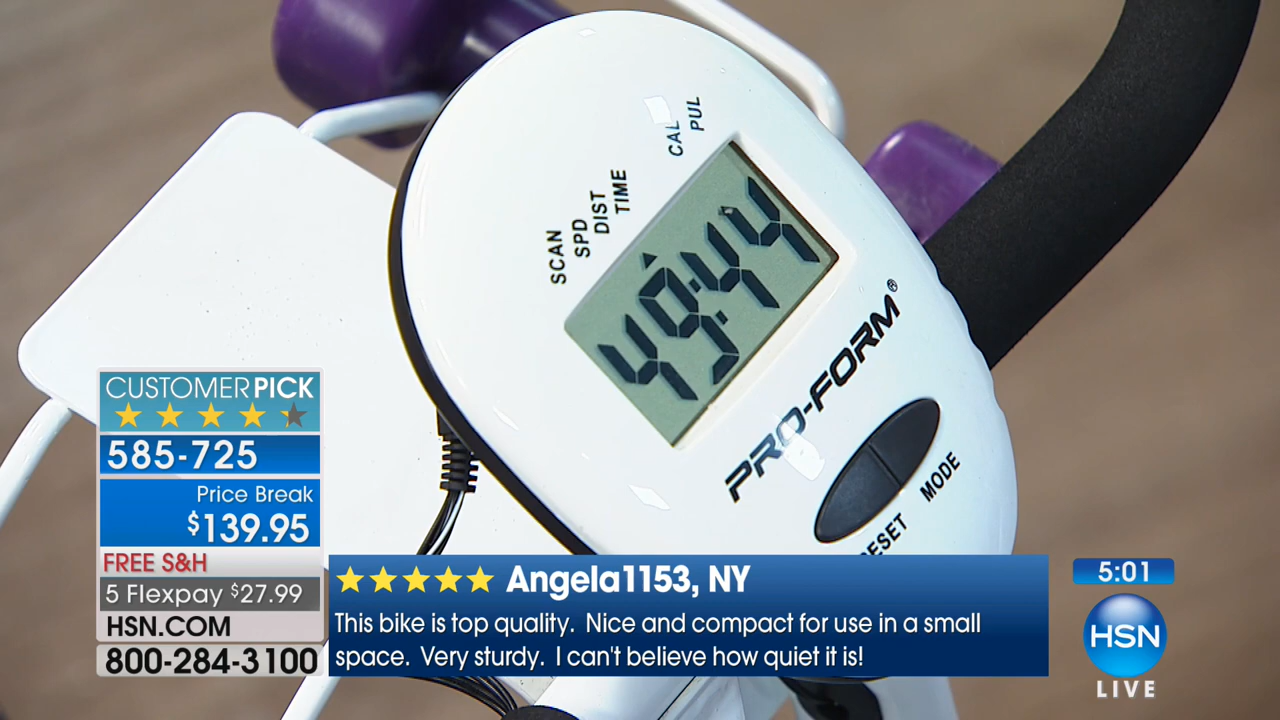 SCAN
SPD
DIST
TIME
CAL
PUL
49:44
PRO-FORM®
MODE
RESET
CUSTOMER PICK
585-725
Price Break
$139.95
FREE S&H
5 Flexpay $27.99
HSN.COM
800-284-3100
Angela1153, NY
This bike is top quality. Nice and compact for use in a small
space. Very sturdy. I can't believe how quiet it is!
5:01
HSN
LIVE